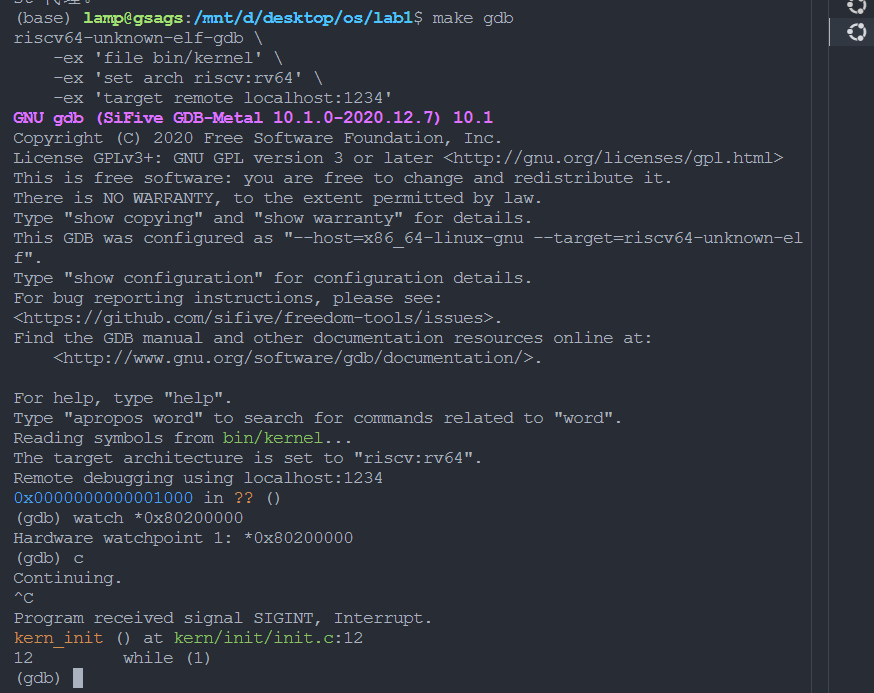 (base) lamp@gsags:/mnt/d/desktop/os/lab1$ make gdb
riscv64-unknown-elf-gdb \
    -ex 'file bin/kernel' \
    -ex 'set arch riscv:rv64' \
    -ex 'target remote localhost:1234'
GNU gdb (SiFive GDB-Metal 10.1.0-2020.12.7) 10.1
Copyright (C) 2020 Free Software Foundation, Inc.
License GPLv3+: GNU GPL version 3 or later <http://gnu.org/licenses/gpl.html>
This is free software: you are free to change and redistribute it.
There is NO WARRANTY, to the extent permitted by law.
Type "show copying" and "show warranty" for details.
This GDB was configured as "--host=x86_64-linux-gnu --target=riscv64-unknown-el
f".
Type "show configuration" for configuration details.
For bug reporting instructions, please see:
<https://github.com/sifive/freedom-tools/issues>.
Find the GDB manual and other documentation resources online at:
    <http://www.gnu.org/software/gdb/documentation/>.

For help, type "help".
Type "apropos word" to search for commands related to "word".
Reading symbols from bin/kernel...
The target architecture is set to "riscv:rv64".
Remote debugging using localhost:1234
0x0000000000001000 in ?? ()
(gdb) watch *0x80200000
Hardware watchpoint 1: *0x80200000
(gdb) c
Continuing.
^C
Program received signal SIGINT, Interrupt.
kern_init () at kern/init/init.c:12
12         while (1)
(gdb)